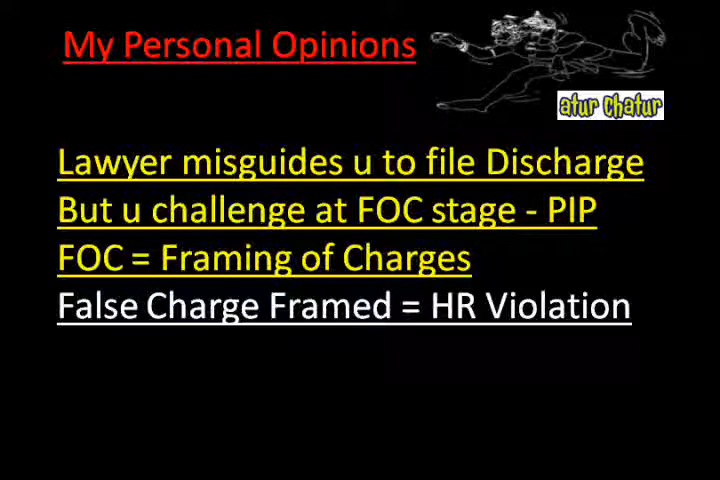 My Personal Opinions
atur chatur
Lawyer misguides u to file Discharge
But u challenge at FOC stage - PIP
FOC = Framing of Charges
False Charge Framed = HR Violation